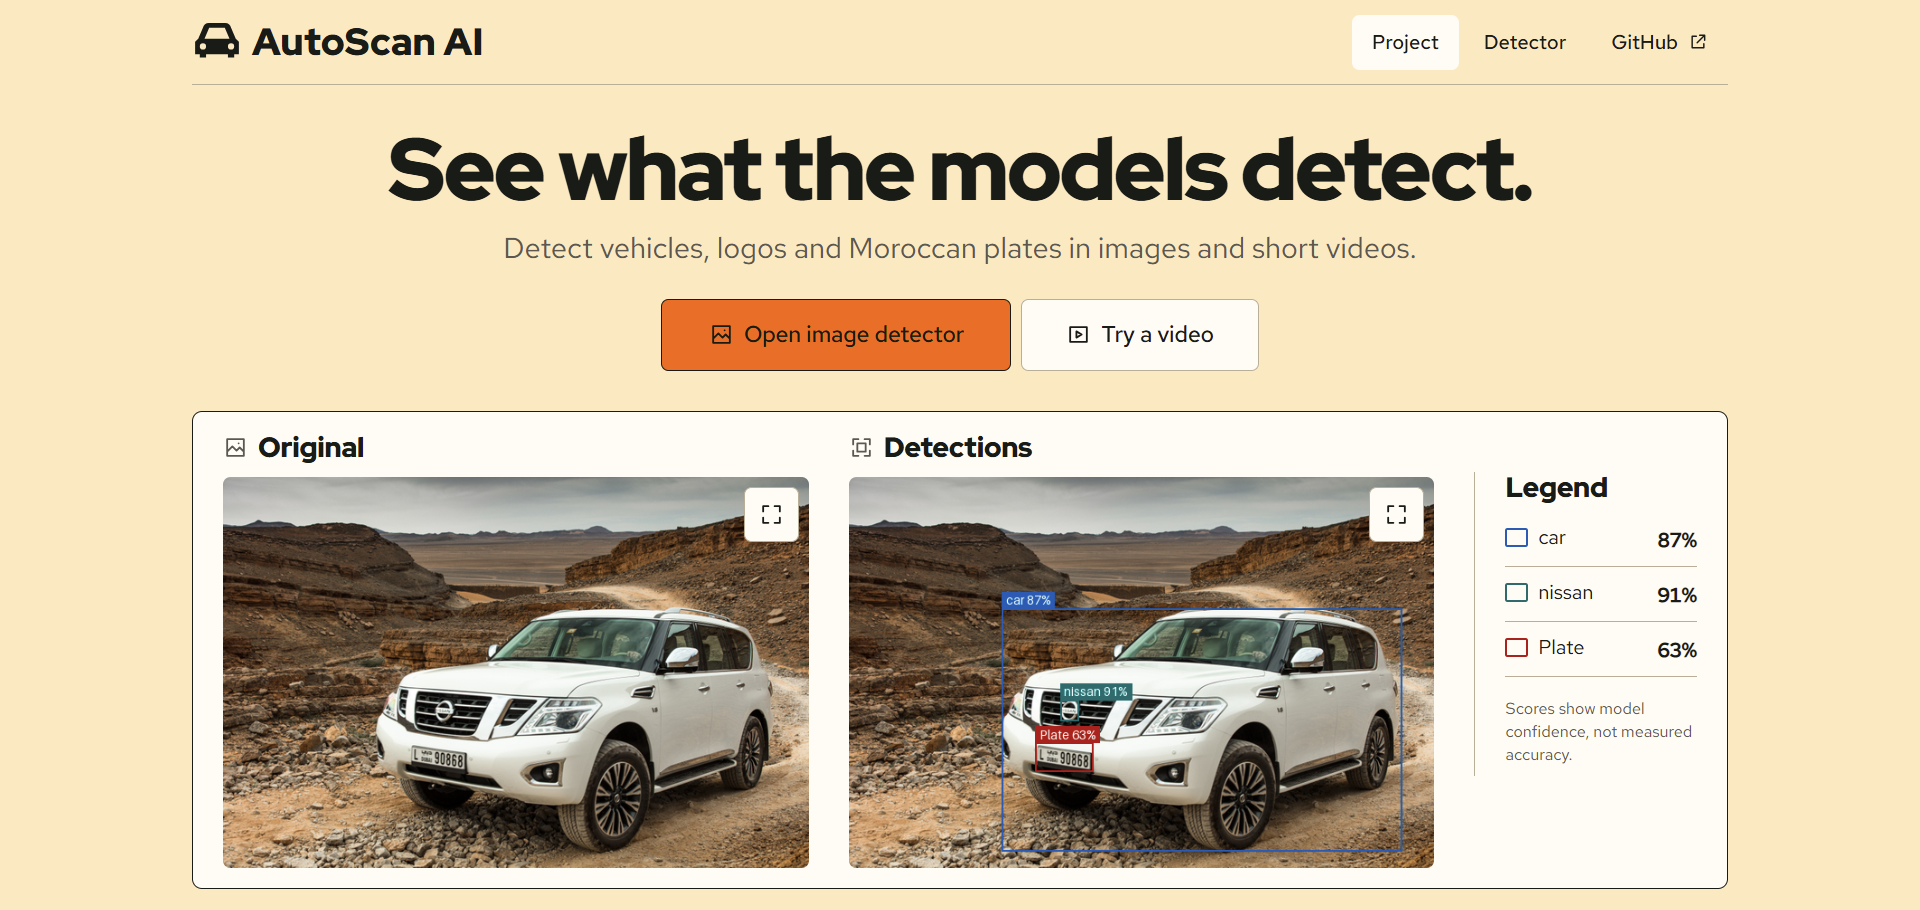 AutoScan AI
Project
Detector
GitHub
See what the models detect.
Detect vehicles, logos and Moroccan plates in images and short videos.
Open image detector
Try a video
Original
Detections
L 90868
car 87%
nissan 91%
Plate 63%
L 90868
Legend
car 87%
nissan 91%
Plate 63%
Scores show model
confidence, not measured
accuracy.